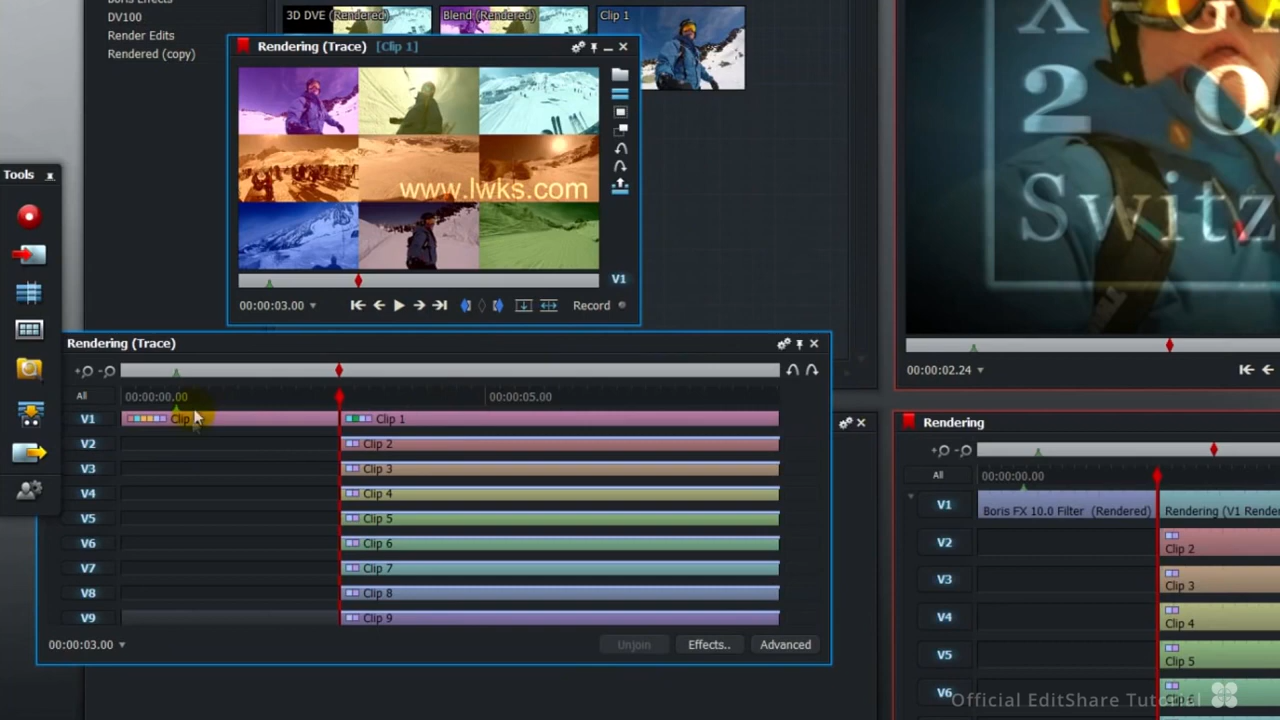 DV100
Render Edits
Rendered (copy)
3D DVE (Rendered)
Blend (Rendered)
Clip 1
Rendering (Trace) [Clip 1]
www.lwks.com
V1
00:00:03.00
Record
Tools
Rendering (Trace)
All
00:00:00.00
00:00:05.00
V1
Clip
Clip 1
V2
Clip 2
V3
Clip 3
V4
Clip 4
V5
Clip 5
V6
Clip 6
V7
Clip 7
V8
Clip 8
V9
Clip 9
00:00:03.00
Unjoin
Effects..
Advanced
2 0
Switz
00:00:02.24
Rendering
All
00:00:00.00
V1
Boris FX 10.0 Filter (Rendered)
Rendering (V1 Render
V2
Clip 2
V3
Clip 3
V4
Clip 4
V5
Clip 5
V6
Official EditShare Tutorial